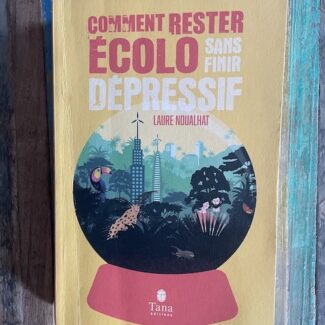 COMMENT RESTER
ÉCOLO SANS
FINIR
DÉPRESSIF
LAURE NOUALHAT
Tana
éditions